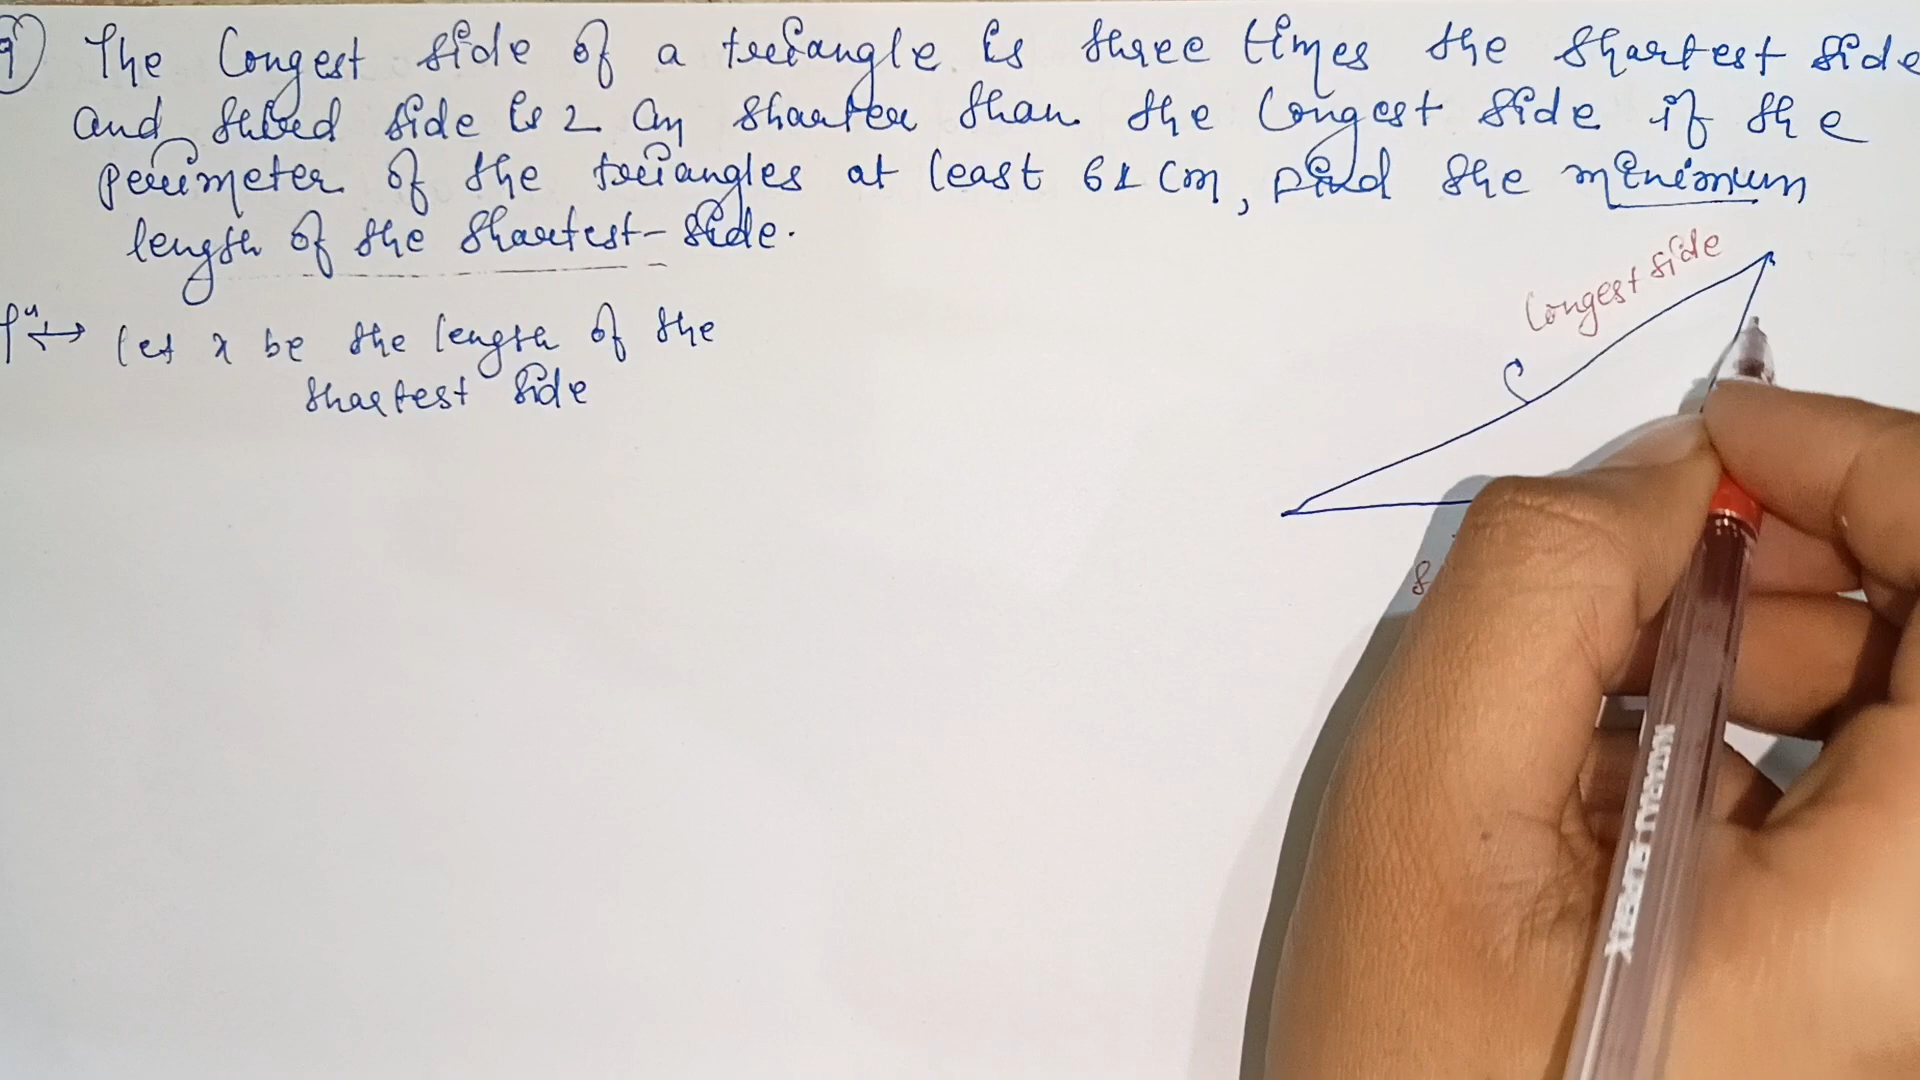 9) The longest side of a triangle is three times the shortest side
and third side is 2 cm shorter than the longest side if the
perimeter of the triangles at least 61 cm, find the minimum
length of the shortest-side.
let x be the length of the
shortest side
Longest side